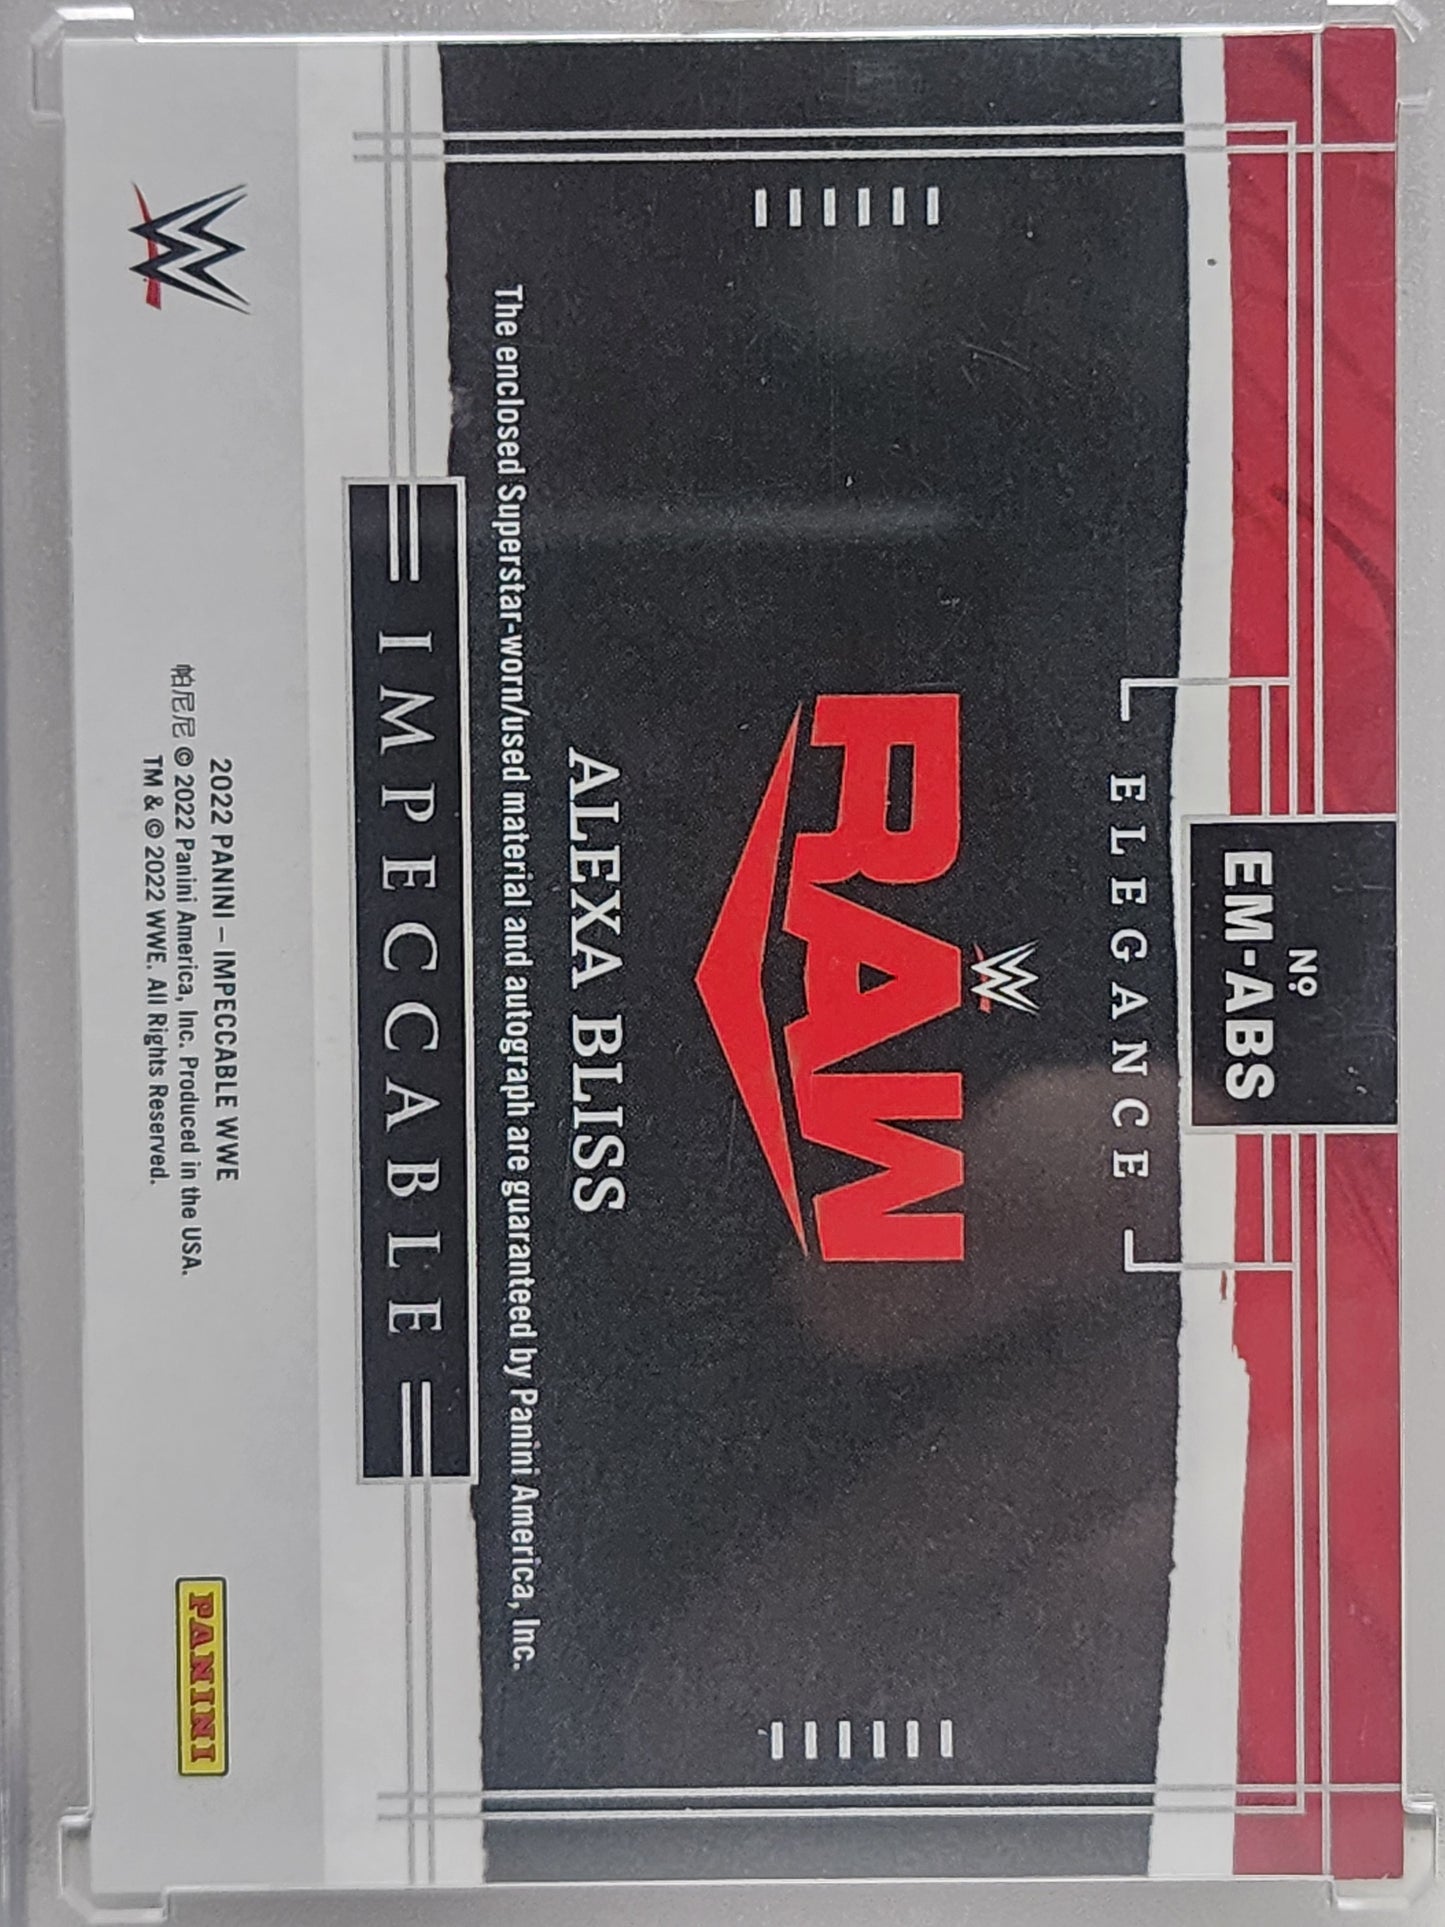 Nº
EM-ABS
ELEGANCE
W
RAW
ALEXA BLISS
The enclosed Superstar-worn/used material and autograph are guaranteed by Panini America, Inc.
IMPECCABLE
2022 PANINI – IMPECCABLE WWE
帕尼尼 © 2022 Panini America, Inc. Produced in the USA.
TM & © 2022 WWE. All Rights Reserved.
W
PANINI